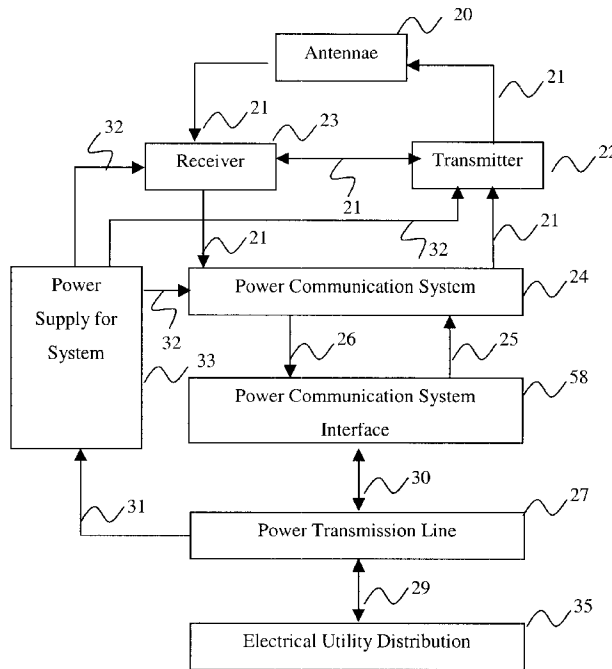 20
Antennae
21
21
23
32
Receiver
Transmitter
22
21
21
21
32
Power
Supply for
System
Power Communication System
24
32
26
25
33
58
Power Communication System
Interface
30
27
31
Power Transmission Line
29
35
Electrical Utility Distribution